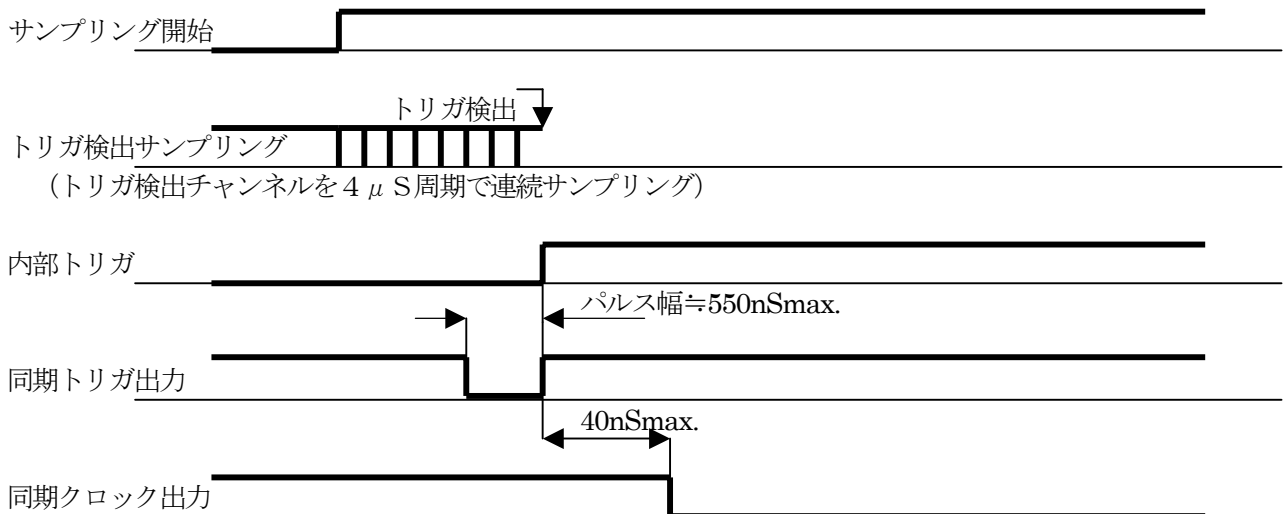 サンプリング開始
トリガ検出
トリガ検出サンプリング
（トリガ検出チャンネルを４μＳ周期で連続サンプリング）
内部トリガ
パルス幅≒550nSmax.
同期トリガ出力
40nSmax.
同期クロック出力